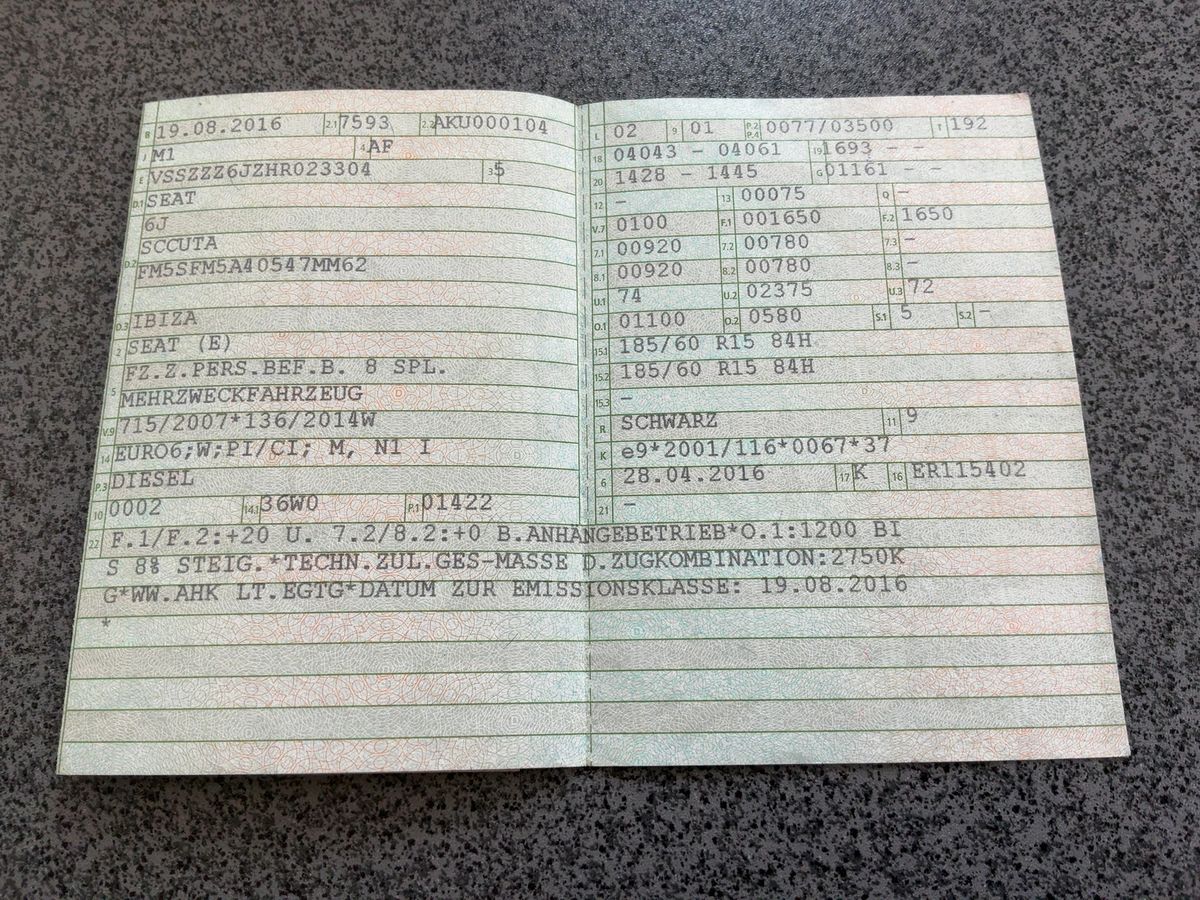 B 19.08.2016 2.1 7593 2.2 AKU000104
J M1 4 AF
E VSSZZZ6JZHR023304 3 5
D.1 SEAT
6J
D.2 SCCUTA
FM5SFM5A40547MM62
D.3 IBIZA
2 SEAT (E)
FZ.Z.PERS.BEF.B. 8 SPL.
5 MEHRZWECKFAHRZEUG
V.9 715/2007*136/2014W
14 EURO6;W;PI/CI; M, N1 I
P.3 DIESEL
10 0002 14.1 36W0 P.1 01422
L 02 9 01 P.2 P.4 0077/03500 T 192
18 04043 - 04061 19 1693 - -
20 1428 - 1445 G 01161 - -
12 - 13 00075 Q -
V.7 0100 F.1 001650 F.2 1650
7.1 00920 7.2 00780 7.3 -
8.1 00920 8.2 00780 8.3 -
U.1 74 U.2 02375 U.3 72
O.1 01100 O.2 0580 S.1 5 S.2 -
15.1 185/60 R15 84H
15.2 185/60 R15 84H
15.3 -
R SCHWARZ 11 9
K e9*2001/116*0067*37
6 28.04.2016 17 K 16 ER115402
21 -
22 F.1/F.2:+20 U. 7.2/8.2:+0 B.ANHÄNGEBETRIEB*O.1:1200 BI
S 8% STEIG.*TECHN.ZUL.GES-MASSE D.ZUGKOMBINATION:2750K
G*WW.AHK LT.EGTG*DATUM ZUR EMISSIONSKLASSE: 19.08.2016
*